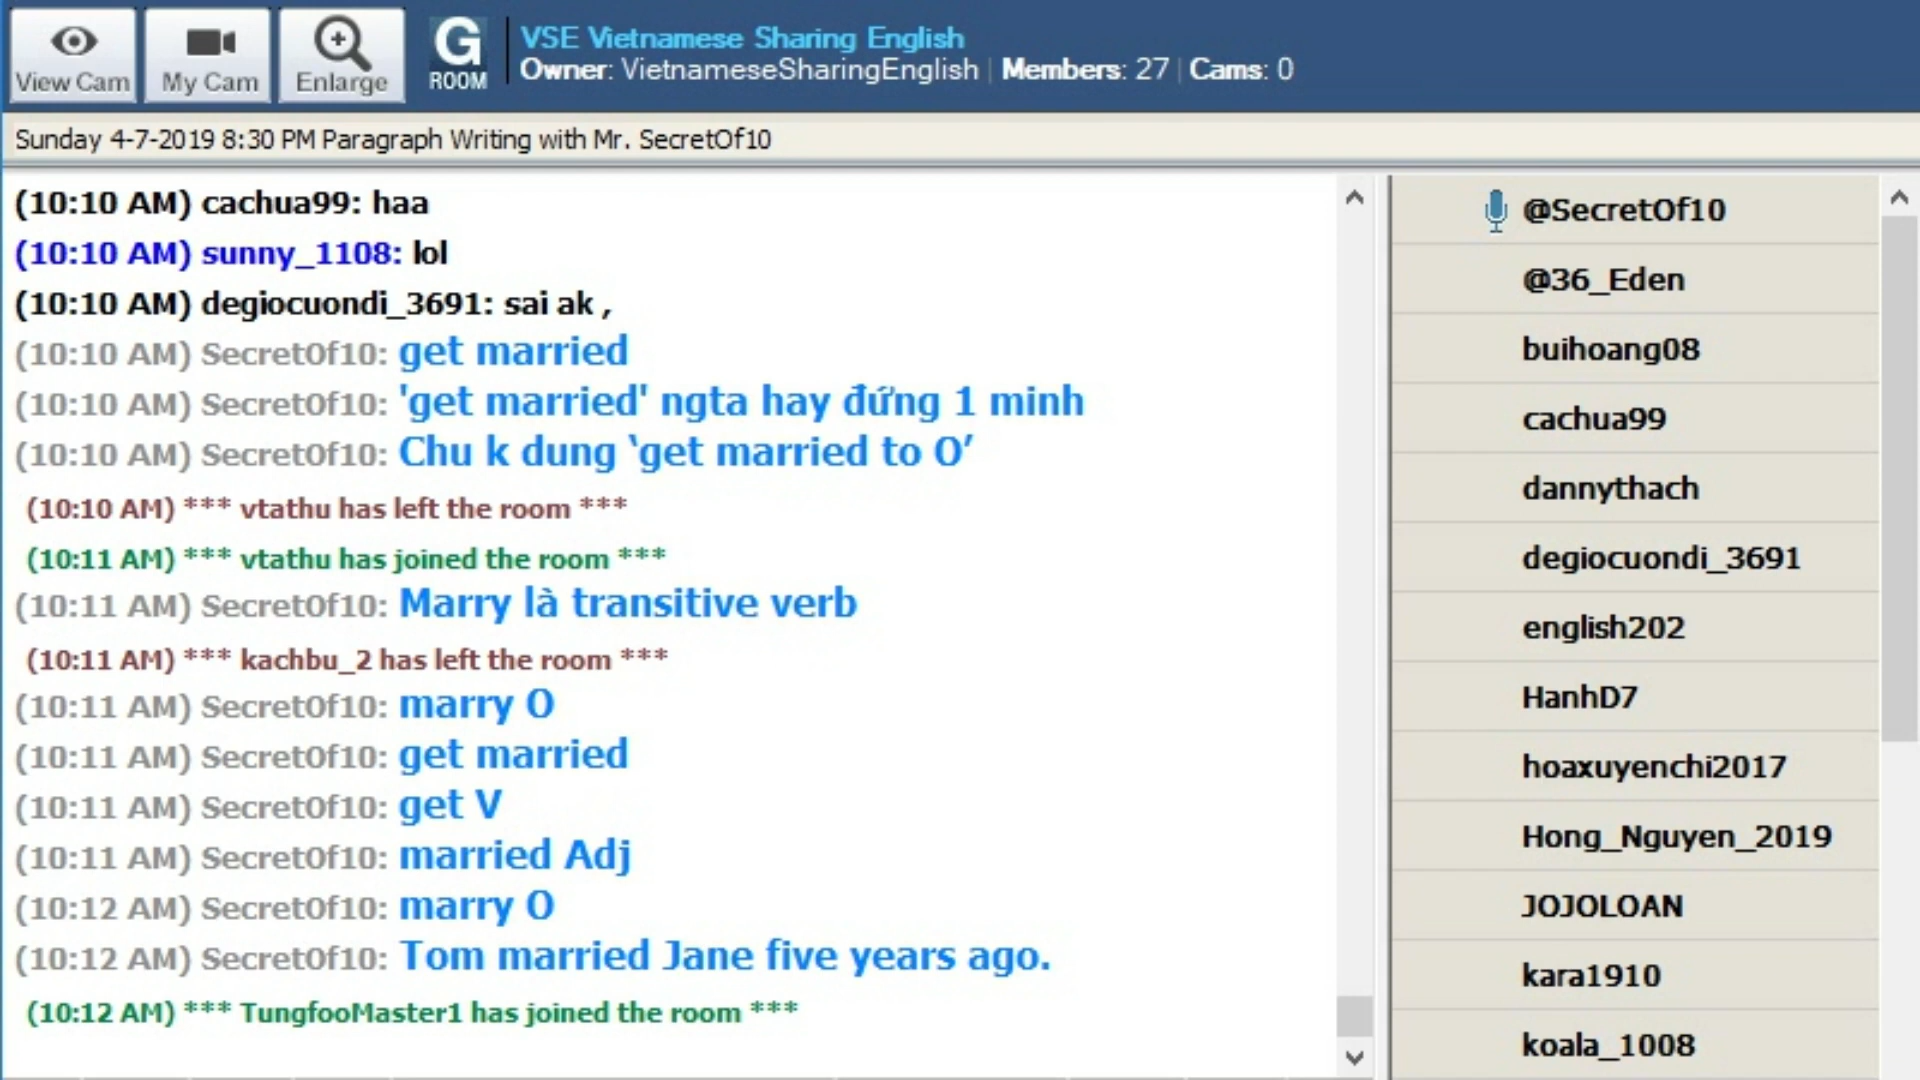 View Cam
My Cam
Enlarge
G
ROOM
VSE Vietnamese Sharing English
Owner: VietnameseSharingEnglish | Members: 27 | Cams: 0
Sunday 4-7-2019 8:30 PM Paragraph Writing with Mr. SecretOf10
(10:10 AM) cachua99: haa
(10:10 AM) sunny_1108: lol
(10:10 AM) degiocuondi_3691: sai ak ,
(10:10 AM) SecretOf10: get married
(10:10 AM) SecretOf10: 'get married' ngta hay đứng 1 minh
(10:10 AM) SecretOf10: Chu k dung ‘get married to O’
(10:10 AM) *** vtathu has left the room ***
(10:11 AM) *** vtathu has joined the room ***
(10:11 AM) SecretOf10: Marry là transitive verb
(10:11 AM) *** kachbu_2 has left the room ***
(10:11 AM) SecretOf10: marry O
(10:11 AM) SecretOf10: get married
(10:11 AM) SecretOf10: get V
(10:11 AM) SecretOf10: married Adj
(10:12 AM) SecretOf10: marry O
(10:12 AM) SecretOf10: Tom married Jane five years ago.
(10:12 AM) *** TungfooMaster1 has joined the room ***
@SecretOf10
@36_Eden
buihoang08
cachua99
dannythach
degiocuondi_3691
english202
HanhD7
hoaxuyenchi2017
Hong_Nguyen_2019
JOJOLOAN
kara1910
koala_1008